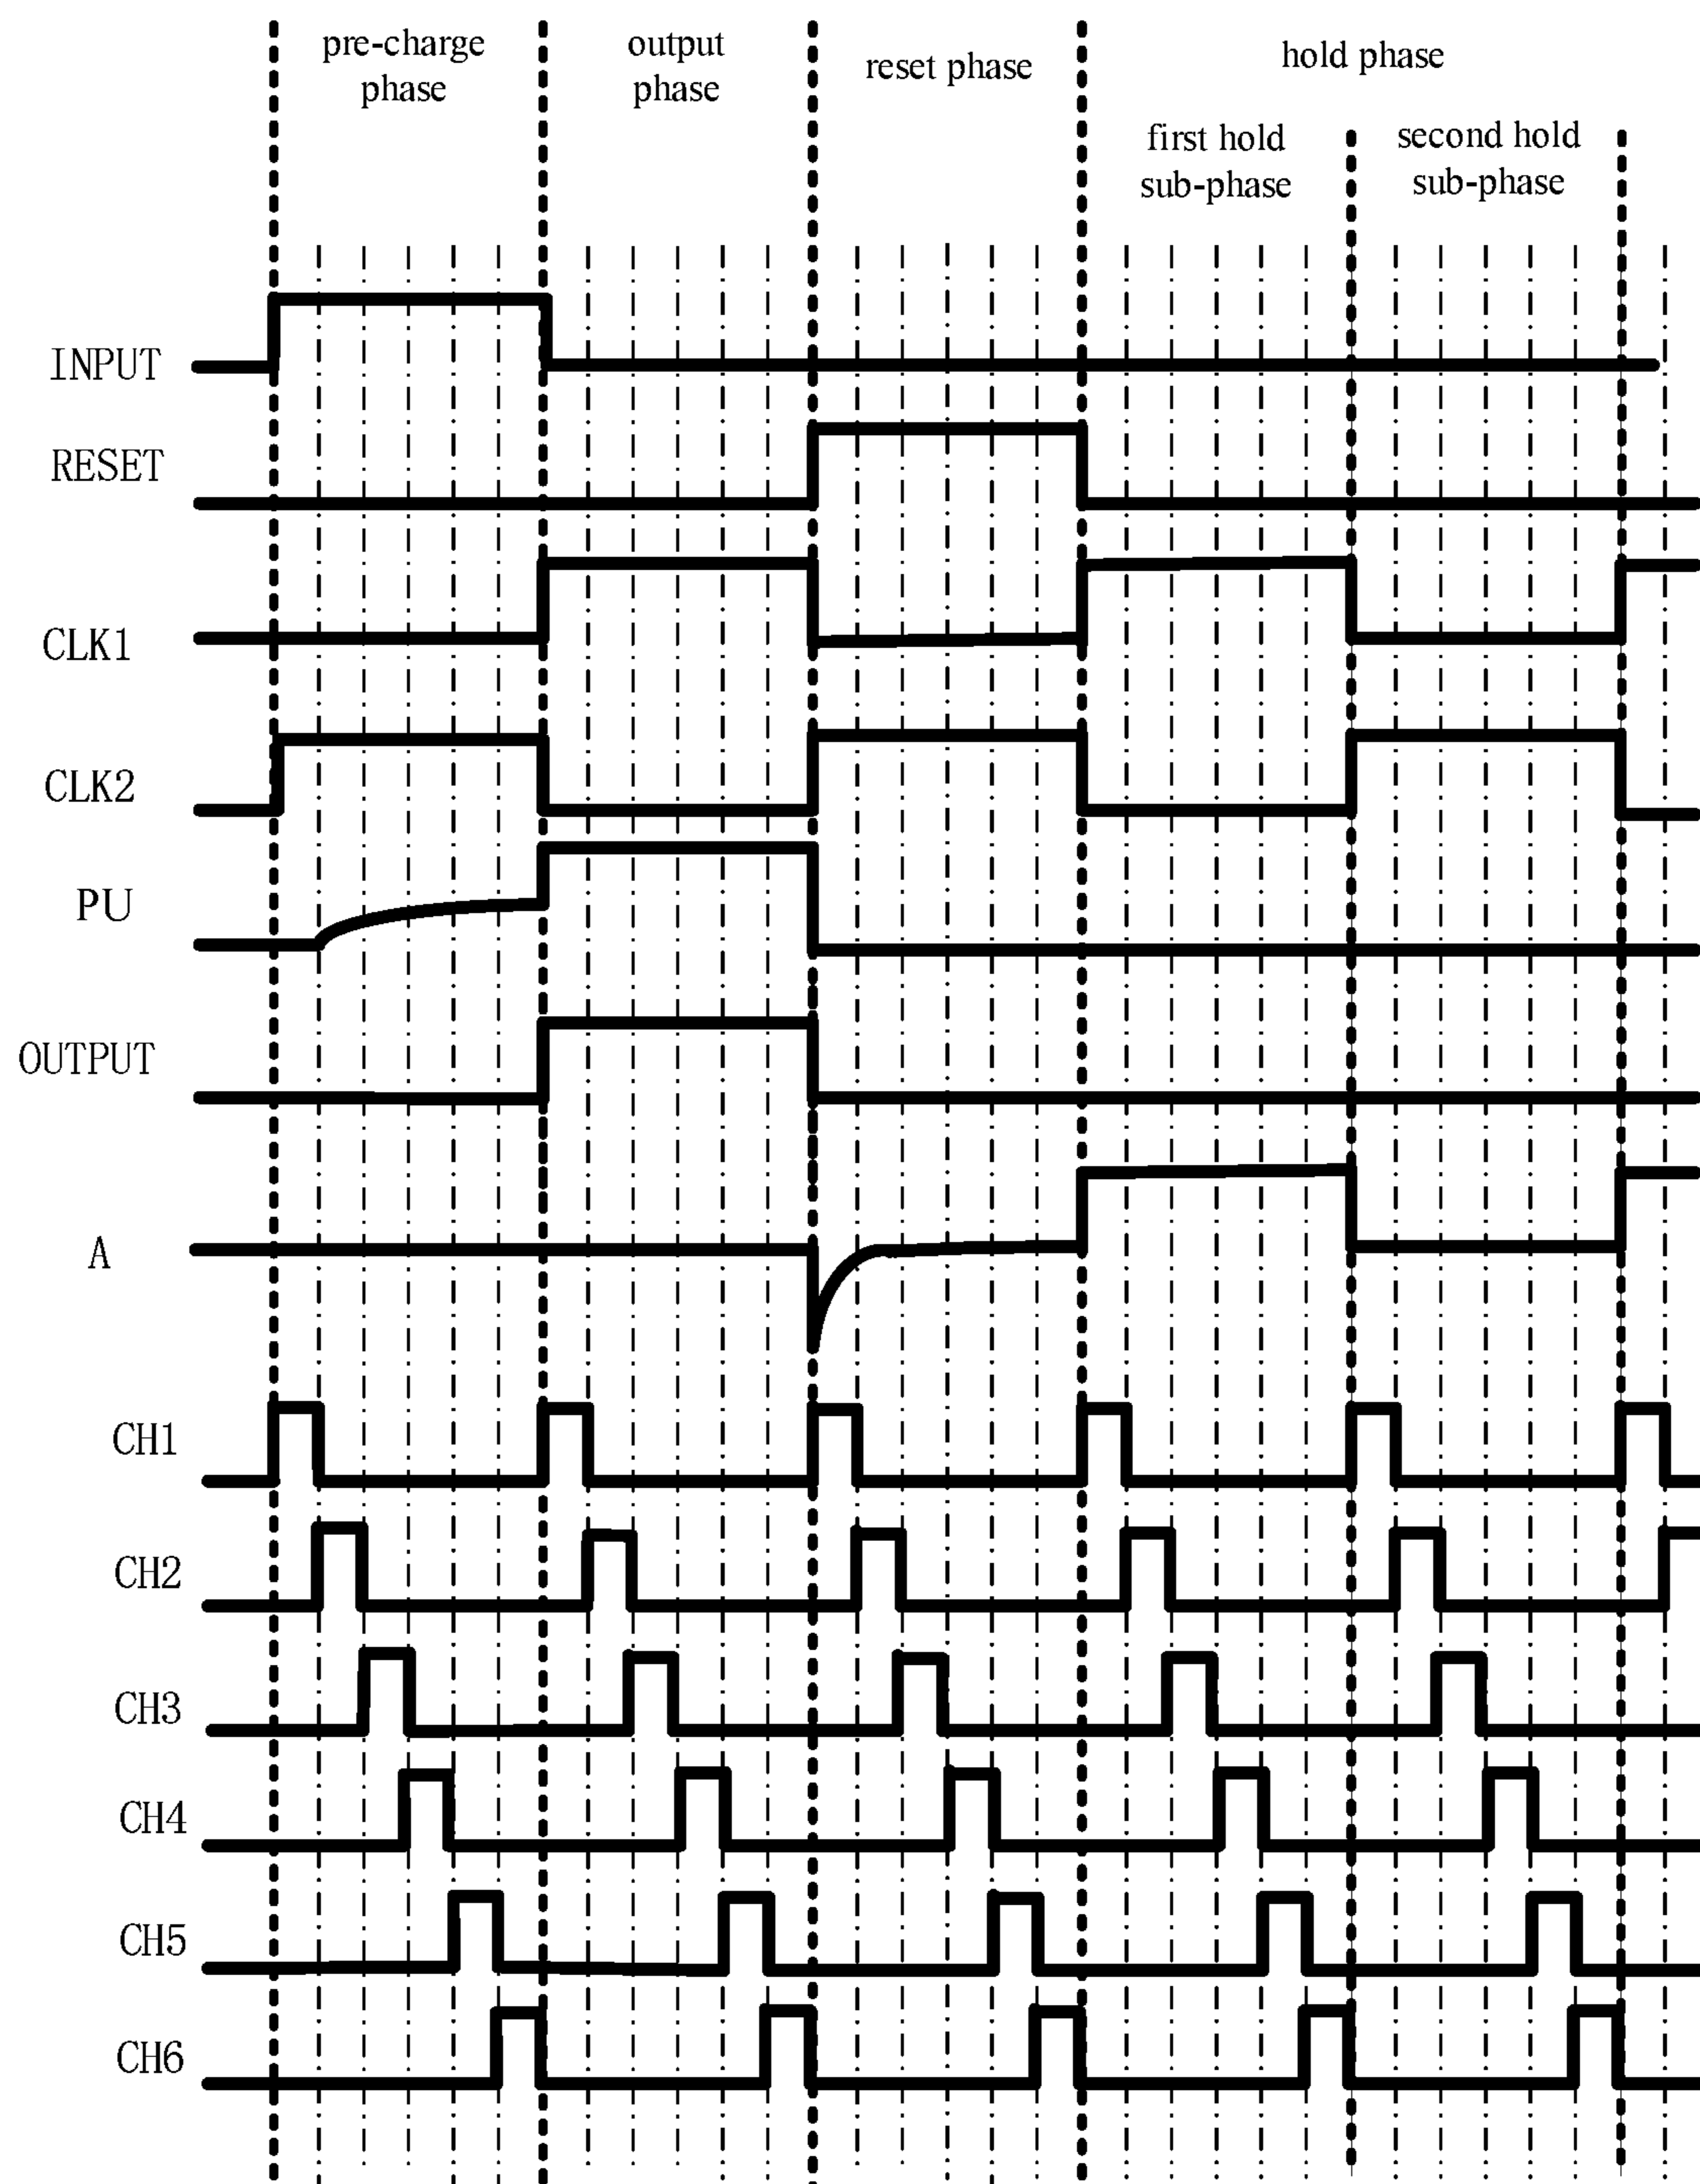 pre-charge
phase
output
phase
reset phase
hold phase
first hold
sub-phase
second hold
sub-phase
INPUT
RESET
CLK1
CLK2
PU
OUTPUT
A
CH1
CH2
CH3
CH4
CH5
CH6